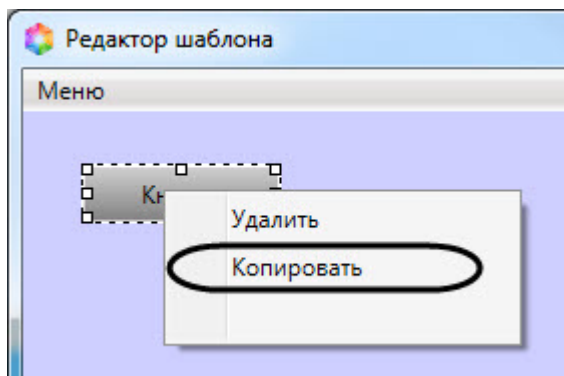 Редактор шаблона
Меню
Удалить
Копировать